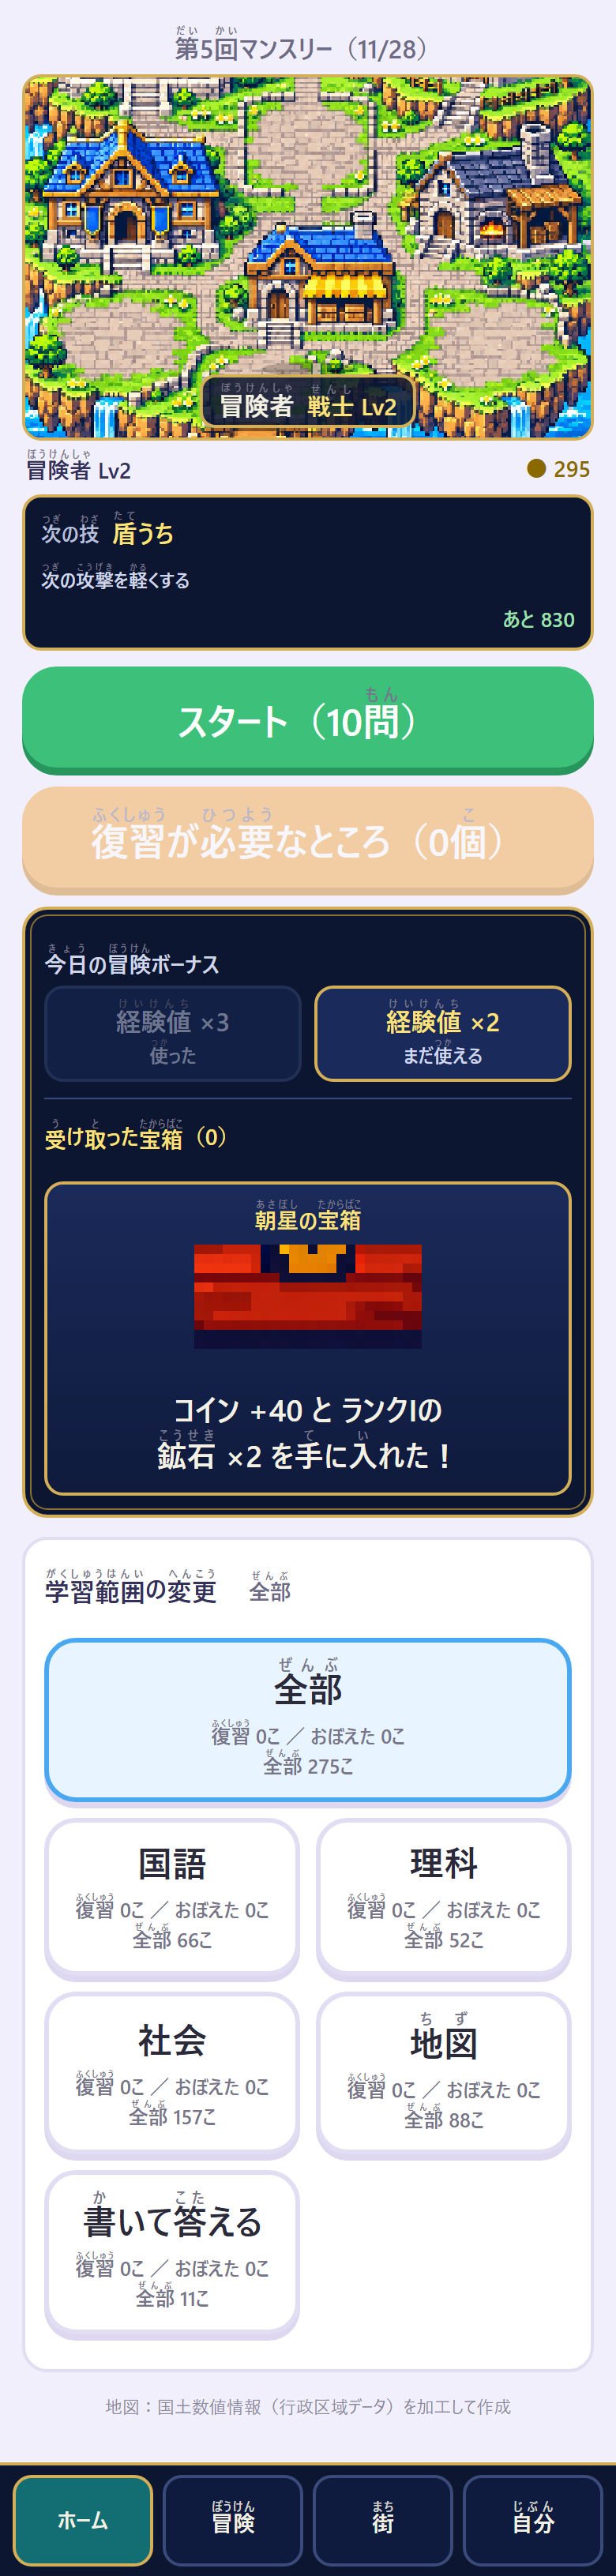 第5回マンスリー（11/28）
冒険者 戦士 Lv2
冒険者 Lv2
295
次の技 盾うち
次の攻撃を軽くする
あと 830
スタート（10問）
復習が必要なところ（0個）
今日の冒険ボーナス
経験値 ×3
使った
経験値 ×2
まだ使える
受け取った宝箱（0）
朝星の宝箱
コイン +40 と ランクIの
鉱石 ×2 を手に入れた！
学習範囲の変更 全部
全部
復習 0こ ／ おぼえた 0こ
全部 275こ
国語
復習 0こ ／ おぼえた 0こ
全部 66こ
理科
復習 0こ ／ おぼえた 0こ
全部 52こ
社会
復習 0こ ／ おぼえた 0こ
全部 157こ
地図
復習 0こ ／ おぼえた 0こ
全部 88こ
書いて答える
復習 0こ ／ おぼえた 0こ
全部 11こ
地図：国土数値情報（行政区域データ）を加工して作成
ホーム
冒険
街
自分